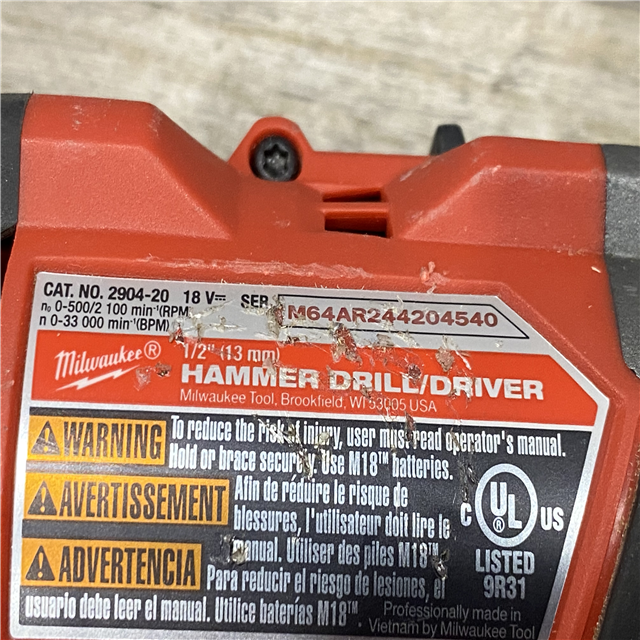 CAT. NO. 2904-20 18 V⎓ SER
M64AR244204540
n₀ 0-500/2 100 min⁻¹(RPM
n 0-33 000 min⁻¹(BPM)
Milwaukee®
1/2" (13 mm)
HAMMER DRILL/DRIVER
Milwaukee Tool, Brookfield, WI 53005 USA
WARNING To reduce the risk of injury, user must read operator's manual.
Hold or brace securely. Use M18™ batteries.
AVERTISSEMENT Afin de réduire le risque de
blessures, l'utilisateur doit lire le
manual. Utiliser des piles M18™
ADVERTENCIA Para reducir el riesgo de lesiones, el
usuario debe leer el manual. Utilice baterías M18™
C UL ® US
LISTED
9R31
Professionally made in
Vietnam by Milwaukee Tool